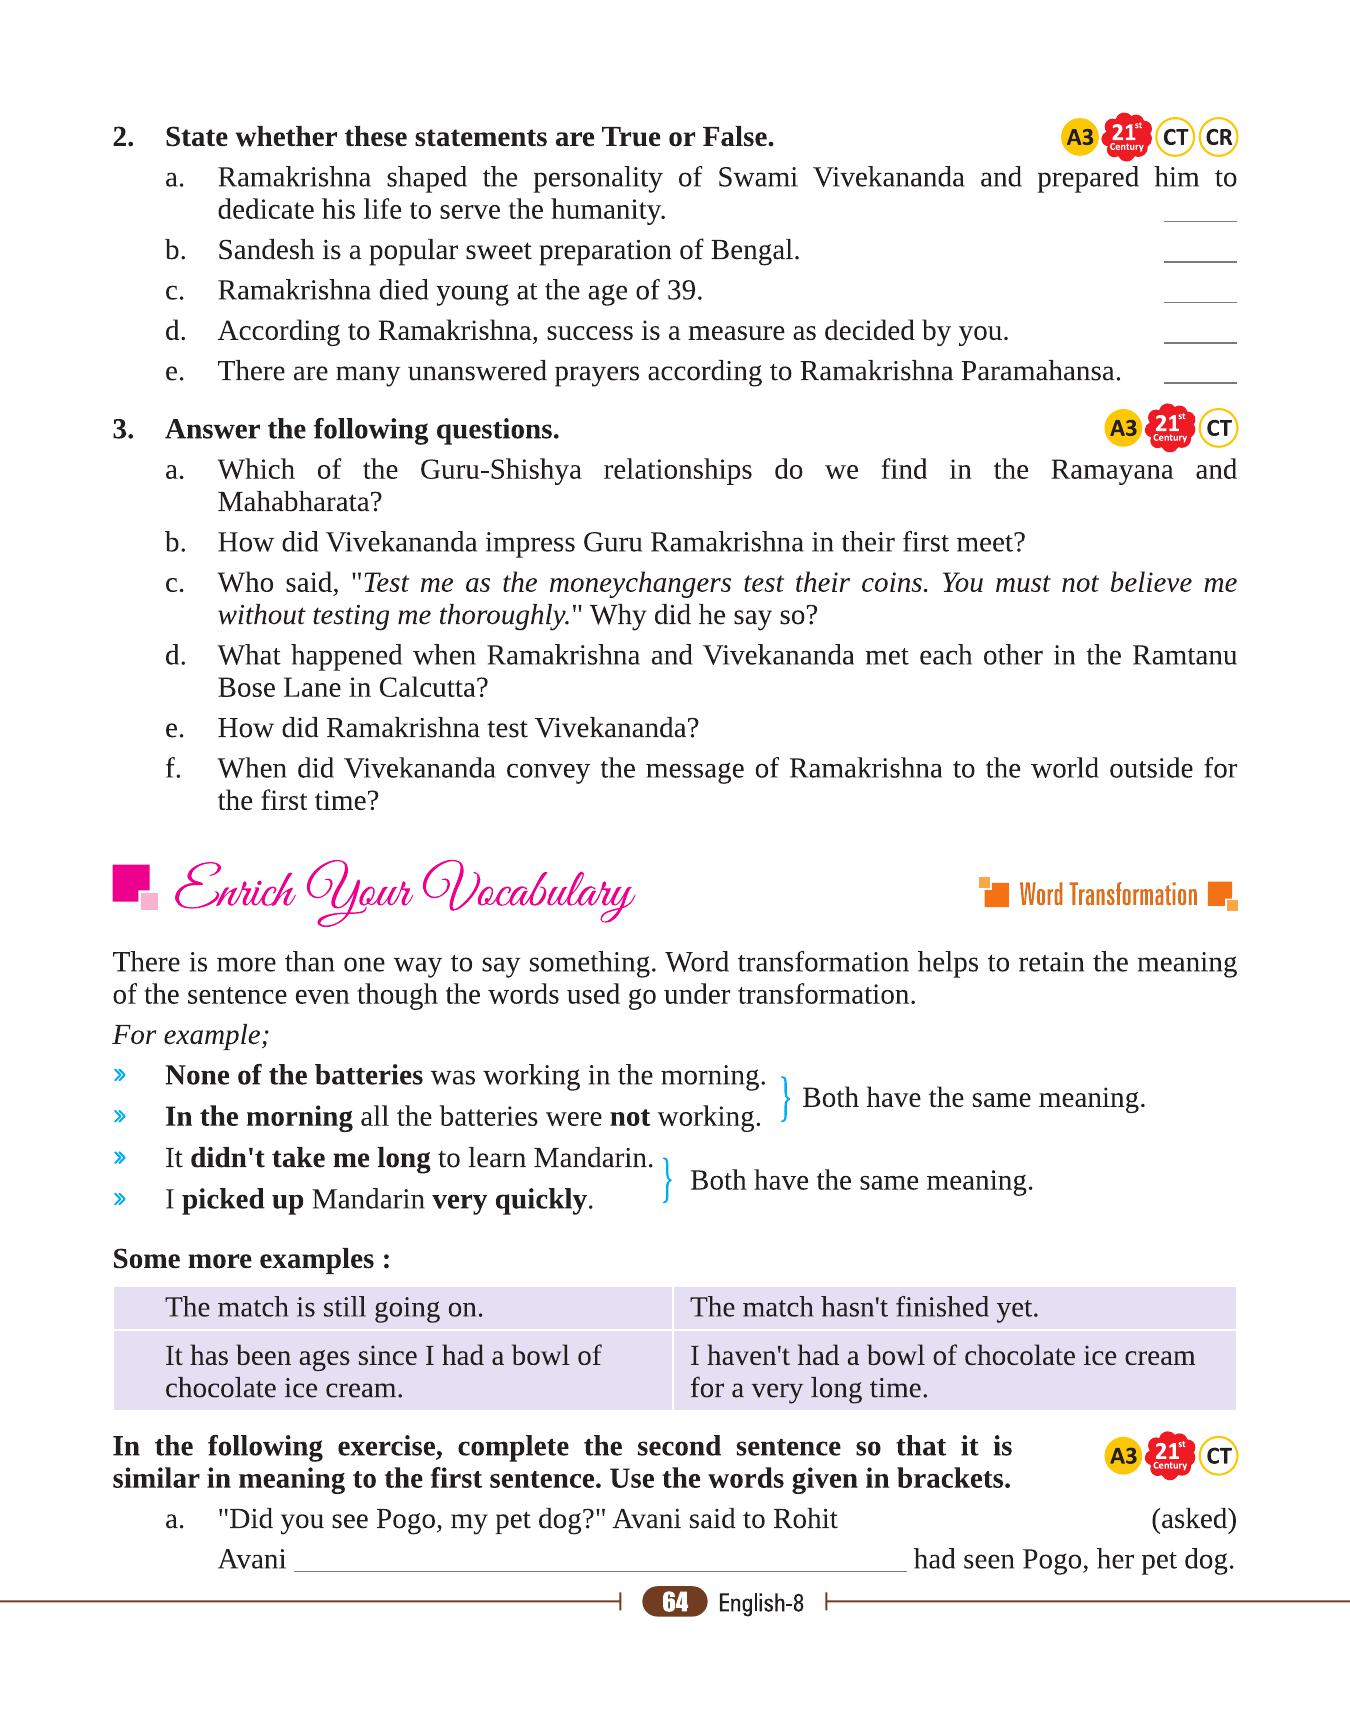 2. State whether these statements are True or False. A3 21st Century CT CR
a. Ramakrishna shaped the personality of Swami Vivekananda and prepared him to
dedicate his life to serve the humanity. ______
b. Sandesh is a popular sweet preparation of Bengal. ______
c. Ramakrishna died young at the age of 39. ______
d. According to Ramakrishna, success is a measure as decided by you. ______
e. There are many unanswered prayers according to Ramakrishna Paramahansa. ______
3. Answer the following questions. A3 21st Century CT
a. Which of the Guru-Shishya relationships do we find in the Ramayana and
Mahabharata?
b. How did Vivekananda impress Guru Ramakrishna in their first meet?
c. Who said, "Test me as the moneychangers test their coins. You must not believe me
without testing me thoroughly." Why did he say so?
d. What happened when Ramakrishna and Vivekananda met each other in the Ramtanu
Bose Lane in Calcutta?
e. How did Ramakrishna test Vivekananda?
f. When did Vivekananda convey the message of Ramakrishna to the world outside for
the first time?
Enrich Your Vocabulary Word Transformation
There is more than one way to say something. Word transformation helps to retain the meaning
of the sentence even though the words used go under transformation.
For example;
» None of the batteries was working in the morning.
» In the morning all the batteries were not working.
} Both have the same meaning.
» It didn't take me long to learn Mandarin.
» I picked up Mandarin very quickly.
} Both have the same meaning.
Some more examples :
The match is still going on. The match hasn't finished yet.
It has been ages since I had a bowl of
chocolate ice cream.
I haven't had a bowl of chocolate ice cream
for a very long time.
In the following exercise, complete the second sentence so that it is
similar in meaning to the first sentence. Use the words given in brackets. A3 21st Century CT
a. "Did you see Pogo, my pet dog?" Avani said to Rohit (asked)
Avani ______ had seen Pogo, her pet dog.
64 English-8